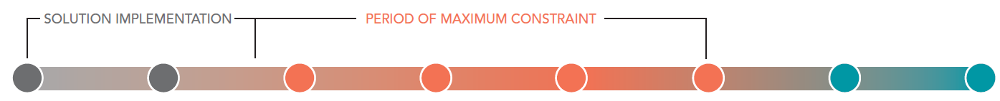 SOLUTION IMPLEMENTATION PERIOD OF MAXIMUM CONSTRAINT